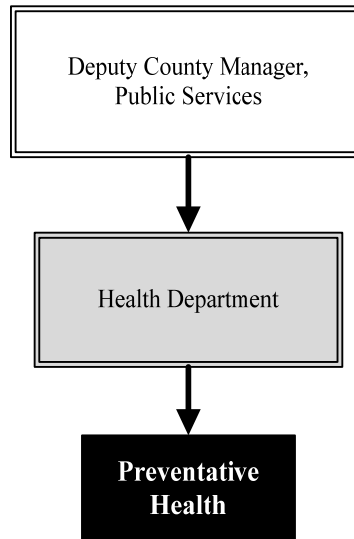 Deputy County Manager,
Public Services
Health Department
Preventative
Health